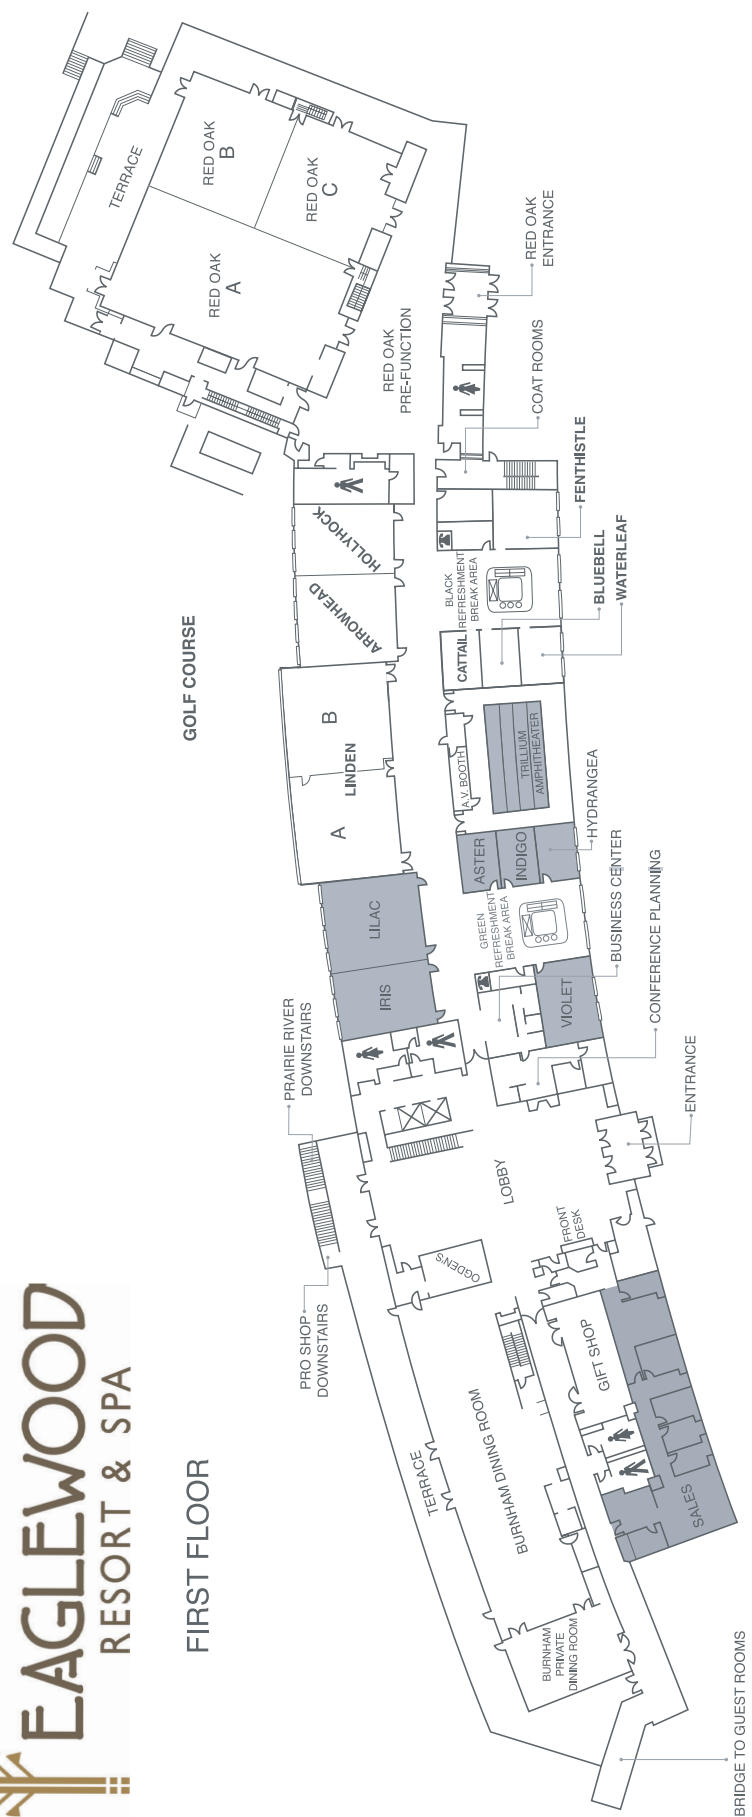 EAGLEWOOD
RESORT & SPA
FIRST FLOOR
GOLF COURSE
TERRACE
RED OAK
B
RED OAK
C
RED OAK
A
RED OAK
PRE-FUNCTION
RED OAK
ENTRANCE
COAT ROOMS
FENTHISTLE
HOLLYHOCK
ARROWHEAD
BLACK
REFRESHMENT
BREAK AREA
BLUEBELL
WATERLEAF
CATTAIL
B
LINDEN
A
A.V. BOOTH
TRILLIUM
AMPHITHEATER
HYDRANGEA
ASTER
INDIGO
BUSINESS CENTER
LILAC
GREEN
REFRESHMENT
BREAK AREA
CONFERENCE PLANNING
IRIS
VIOLET
PRAIRIE RIVER
DOWNSTAIRS
ENTRANCE
LOBBY
FRONT
DESK
OGDEN'S
PRO SHOP
DOWNSTAIRS
GIFT SHOP
TERRACE
BURNHAM DINING ROOM
SALES
BURNHAM
PRIVATE
DINING ROOM
BRIDGE TO GUEST ROOMS